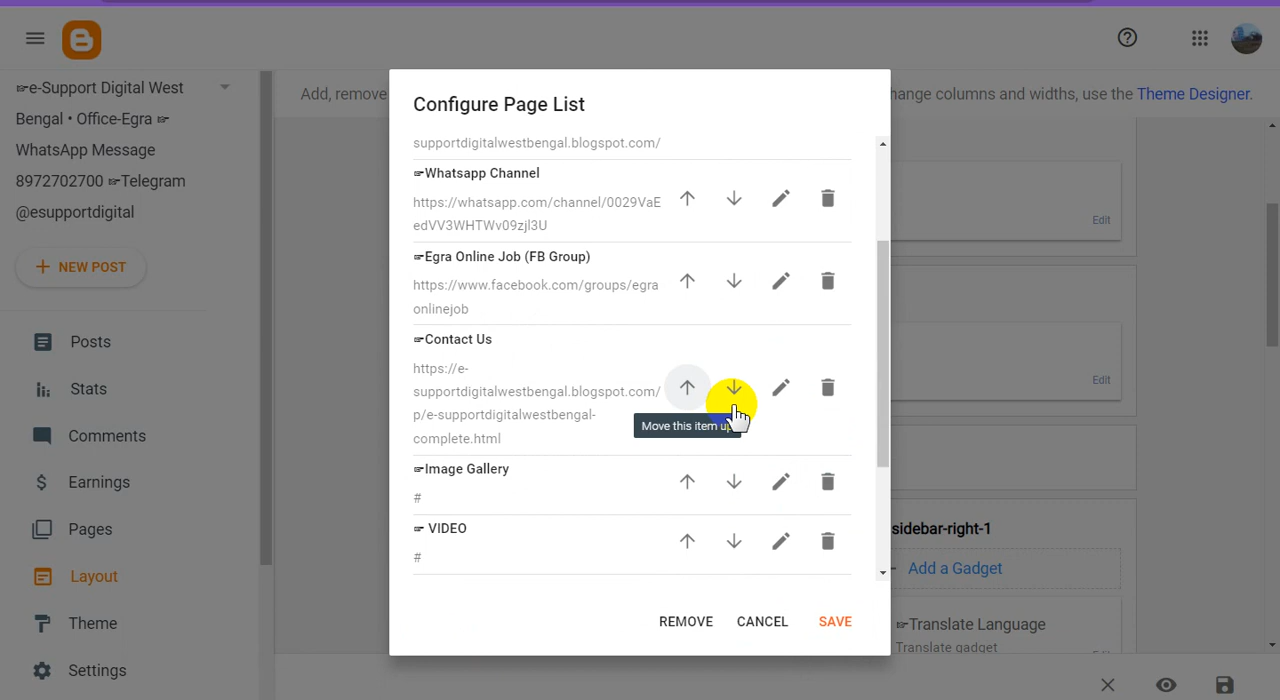 ☞e-Support Digital West
Bengal • Office-Egra ☞
WhatsApp Message
8972702700 ☞Telegram
@esupportdigital
NEW POST
Posts
Stats
Comments
Earnings
Pages
Layout
Theme
Settings
Add, remove
hange columns and widths, use the Theme Designer.
Configure Page List
supportdigitalwestbengal.blogspot.com/
☞Whatsapp Channel
https://whatsapp.com/channel/0029VaE
edVV3WHTWv09zjl3U
☞Egra Online Job (FB Group)
https://www.facebook.com/groups/egra
onlinejob
☞Contact Us
https://e-
supportdigitalwestbengal.blogspot.com/
p/e-supportdigitalwestbengal-
complete.html
Move this item up
☞Image Gallery
#
☞ VIDEO
#
REMOVE CANCEL SAVE
Edit
Edit
sidebar-right-1
Add a Gadget
☞Translate Language
Translate gadget